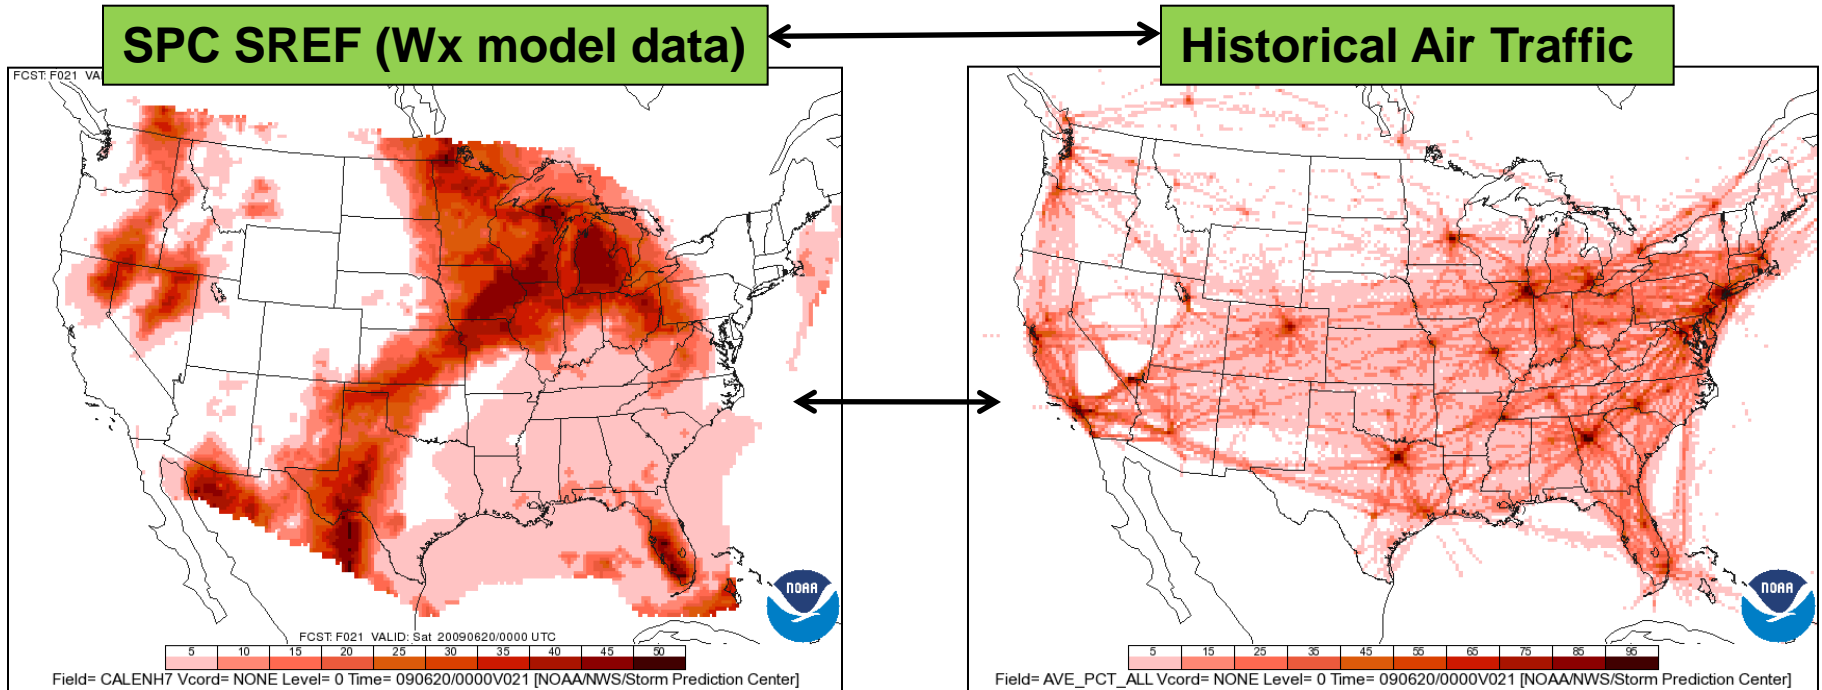 SPC SREF (Wx model data)
Historical Air Traffic
FCST: F021 VAL
NOAA
FCST: F021 VALID: Sat 20090620/0000 UTC
5 10 15 20 25 30 35 40 45 50
Field= CALENH7 Vcord= NONE Level= 0 Time= 090620/0000V021 [NOAA/NWS/Storm Prediction Center]
NOAA
5 15 25 35 45 55 65 75 85 95
Field= AVE_PCT_ALL Vcord= NONE Level= 0 Time= 090620/0000V021 [NOAA/NWS/Storm Prediction Center]